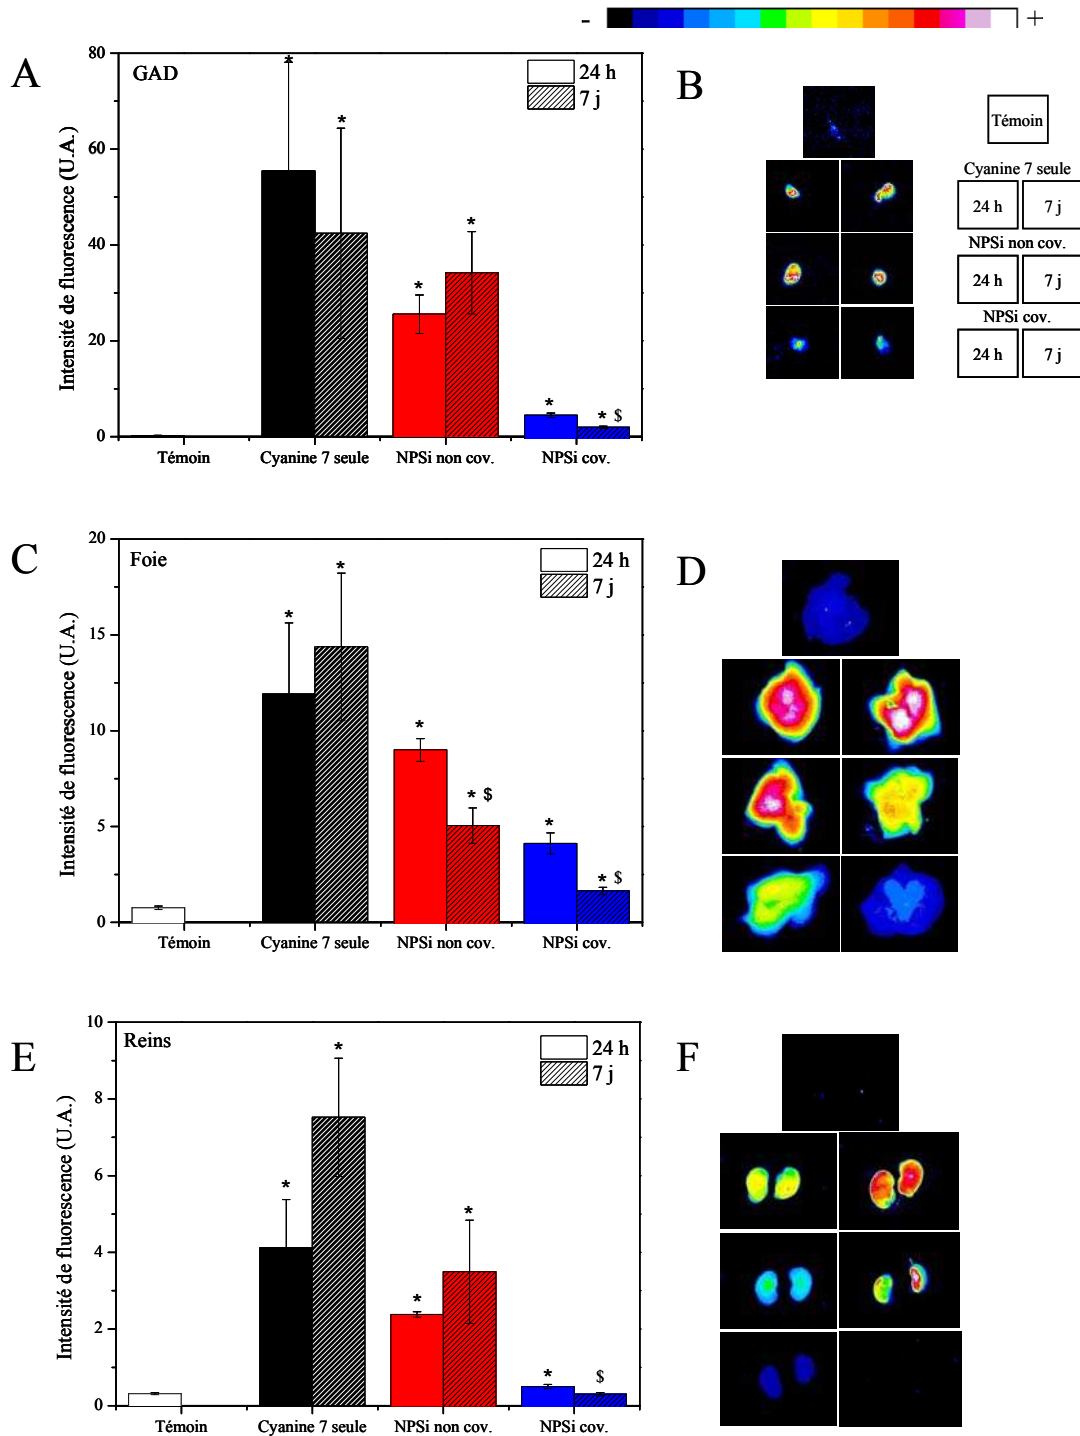 - +
A
GAD
24 h
7 j
80
60
40
20
0
Intensité de fluorescence (U.A.)
* * * * * * $
Témoin Cyanine 7 seule NPSi non cov. NPSi cov.
B
Témoin
Cyanine 7 seule
24 h 7 j
NPSi non cov.
24 h 7 j
NPSi cov.
24 h 7 j
C
Foie
24 h
7 j
20
15
10
5
0
Intensité de fluorescence (U.A.)
* * * * $ * * $
Témoin Cyanine 7 seule NPSi non cov. NPSi cov.
D
E
Reins
24 h
7 j
10
8
6
4
2
0
Intensité de fluorescence (U.A.)
* * * * * $
Témoin Cyanine 7 seule NPSi non cov. NPSi cov.
F